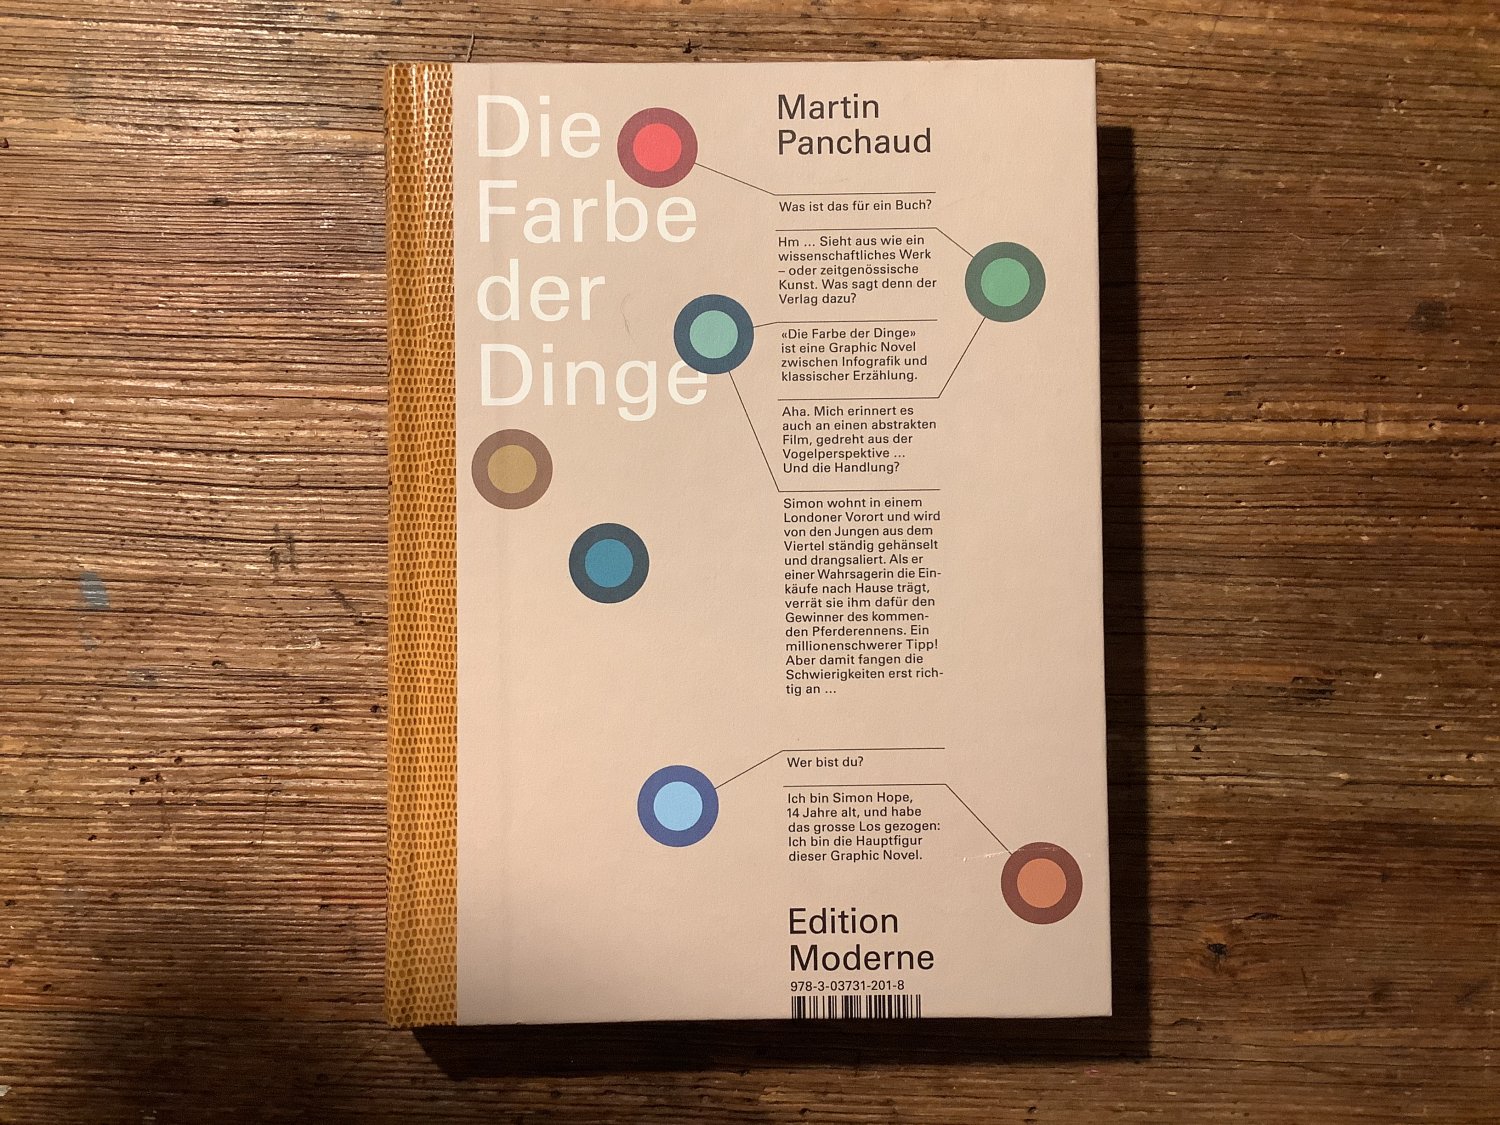 Die
Farbe
der
Dinge
Martin
Panchaud
Was ist das für ein Buch?
Hm ... Sieht aus wie ein
wissenschaftliches Werk
– oder zeitgenössische
Kunst. Was sagt denn der
Verlag dazu?
«Die Farbe der Dinge»
ist eine Graphic Novel
zwischen Infografik und
klassischer Erzählung.
Aha. Mich erinnert es
auch an einen abstrakten
Film, gedreht aus der
Vogelperspektive ...
Und die Handlung?
Simon wohnt in einem
Londoner Vorort und wird
von den Jungen aus dem
Viertel ständig gehänselt
und drangsaliert. Als er
einer Wahrsagerin die Ein-
käufe nach Hause trägt,
verrät sie ihm dafür den
Gewinner des kommen-
den Pferderennens. Ein
millionenschwerer Tipp!
Aber damit fangen die
Schwierigkeiten erst rich-
tig an ...
Wer bist du?
Ich bin Simon Hope,
14 Jahre alt, und habe
das grosse Los gezogen:
Ich bin die Hauptfigur
dieser Graphic Novel.
Edition
Moderne
978-3-03731-201-8